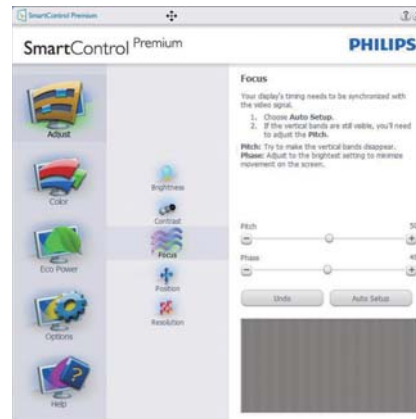 SmartControl Premium
SmartControl Premium
PHILIPS
Adjust
Color
Eco Power
Options
Help
Brightness
Contrast
Focus
Position
Resolution
Focus
Your display's timing needs to be synchronized with
the video signal.
1. Choose Auto Setup.
2. If the vertical bands are still visible, you'll need
to adjust the Pitch.
Pitch: Try to make the vertical bands disappear.
Phase: Adjust to the brightest setting to minimize
movement on the screen.
Pitch
Phase
Undo
Auto Setup